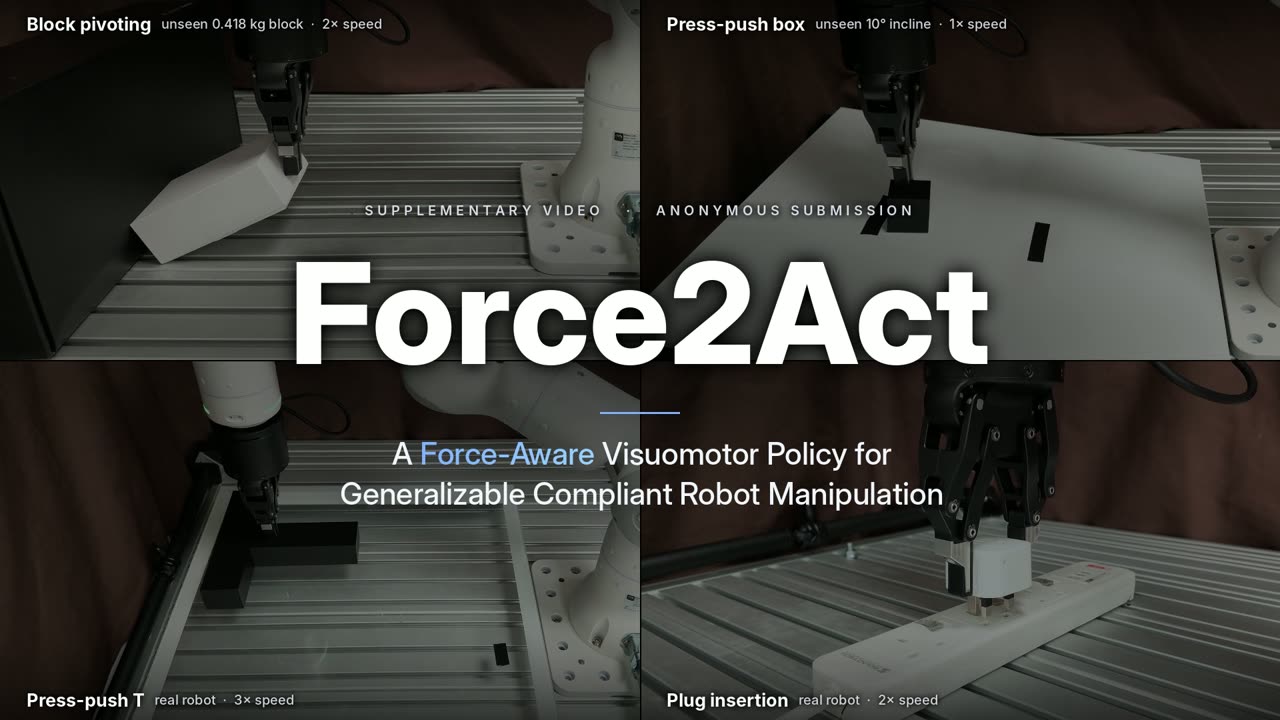 Block pivoting unseen 0.418 kg block · 2× speed
Press-push box unseen 10° incline · 1× speed
SUPPLEMENTARY VIDEO ANONYMOUS SUBMISSION
Force2Act
A Force-Aware Visuomotor Policy for
Generalizable Compliant Robot Manipulation
Press-push T real robot · 3× speed
Plug insertion real robot · 2× speed